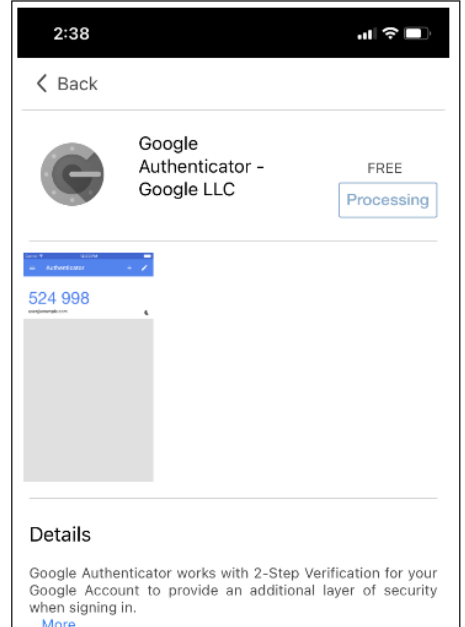 2:38
Back
Google
Authenticator -
Google LLC
FREE
Processing
Authenticator
524 998
Details
Google Authenticator works with 2-Step Verification for your
Google Account to provide an additional layer of security
when signing in.
More